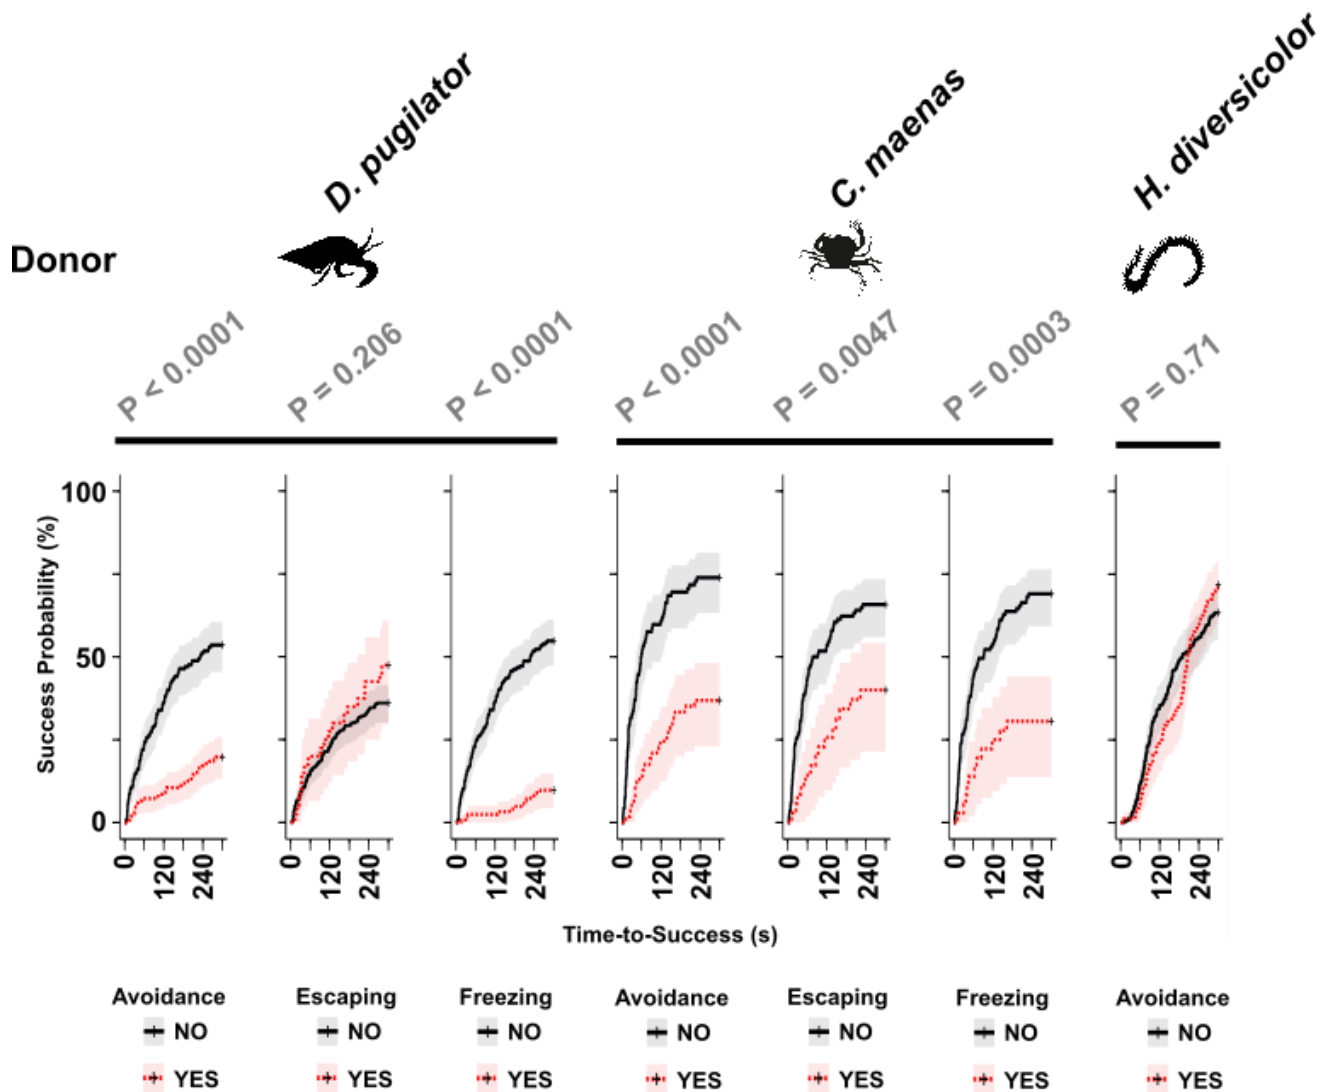 D. pugilator
C. maenas
H. diversicolor
Donor
P < 0.0001
P = 0.206
P < 0.0001
P < 0.0001
P = 0.0047
P = 0.0003
P = 0.71
Success Probability (%)
100
50
0
0 120 240
0 120 240
0 120 240
0 120 240
0 120 240
0 120 240
0 120 240
Time-to-Success (s)
Avoidance Escaping Freezing Avoidance Escaping Freezing Avoidance
NO NO NO NO NO NO NO
YES YES YES YES YES YES YES